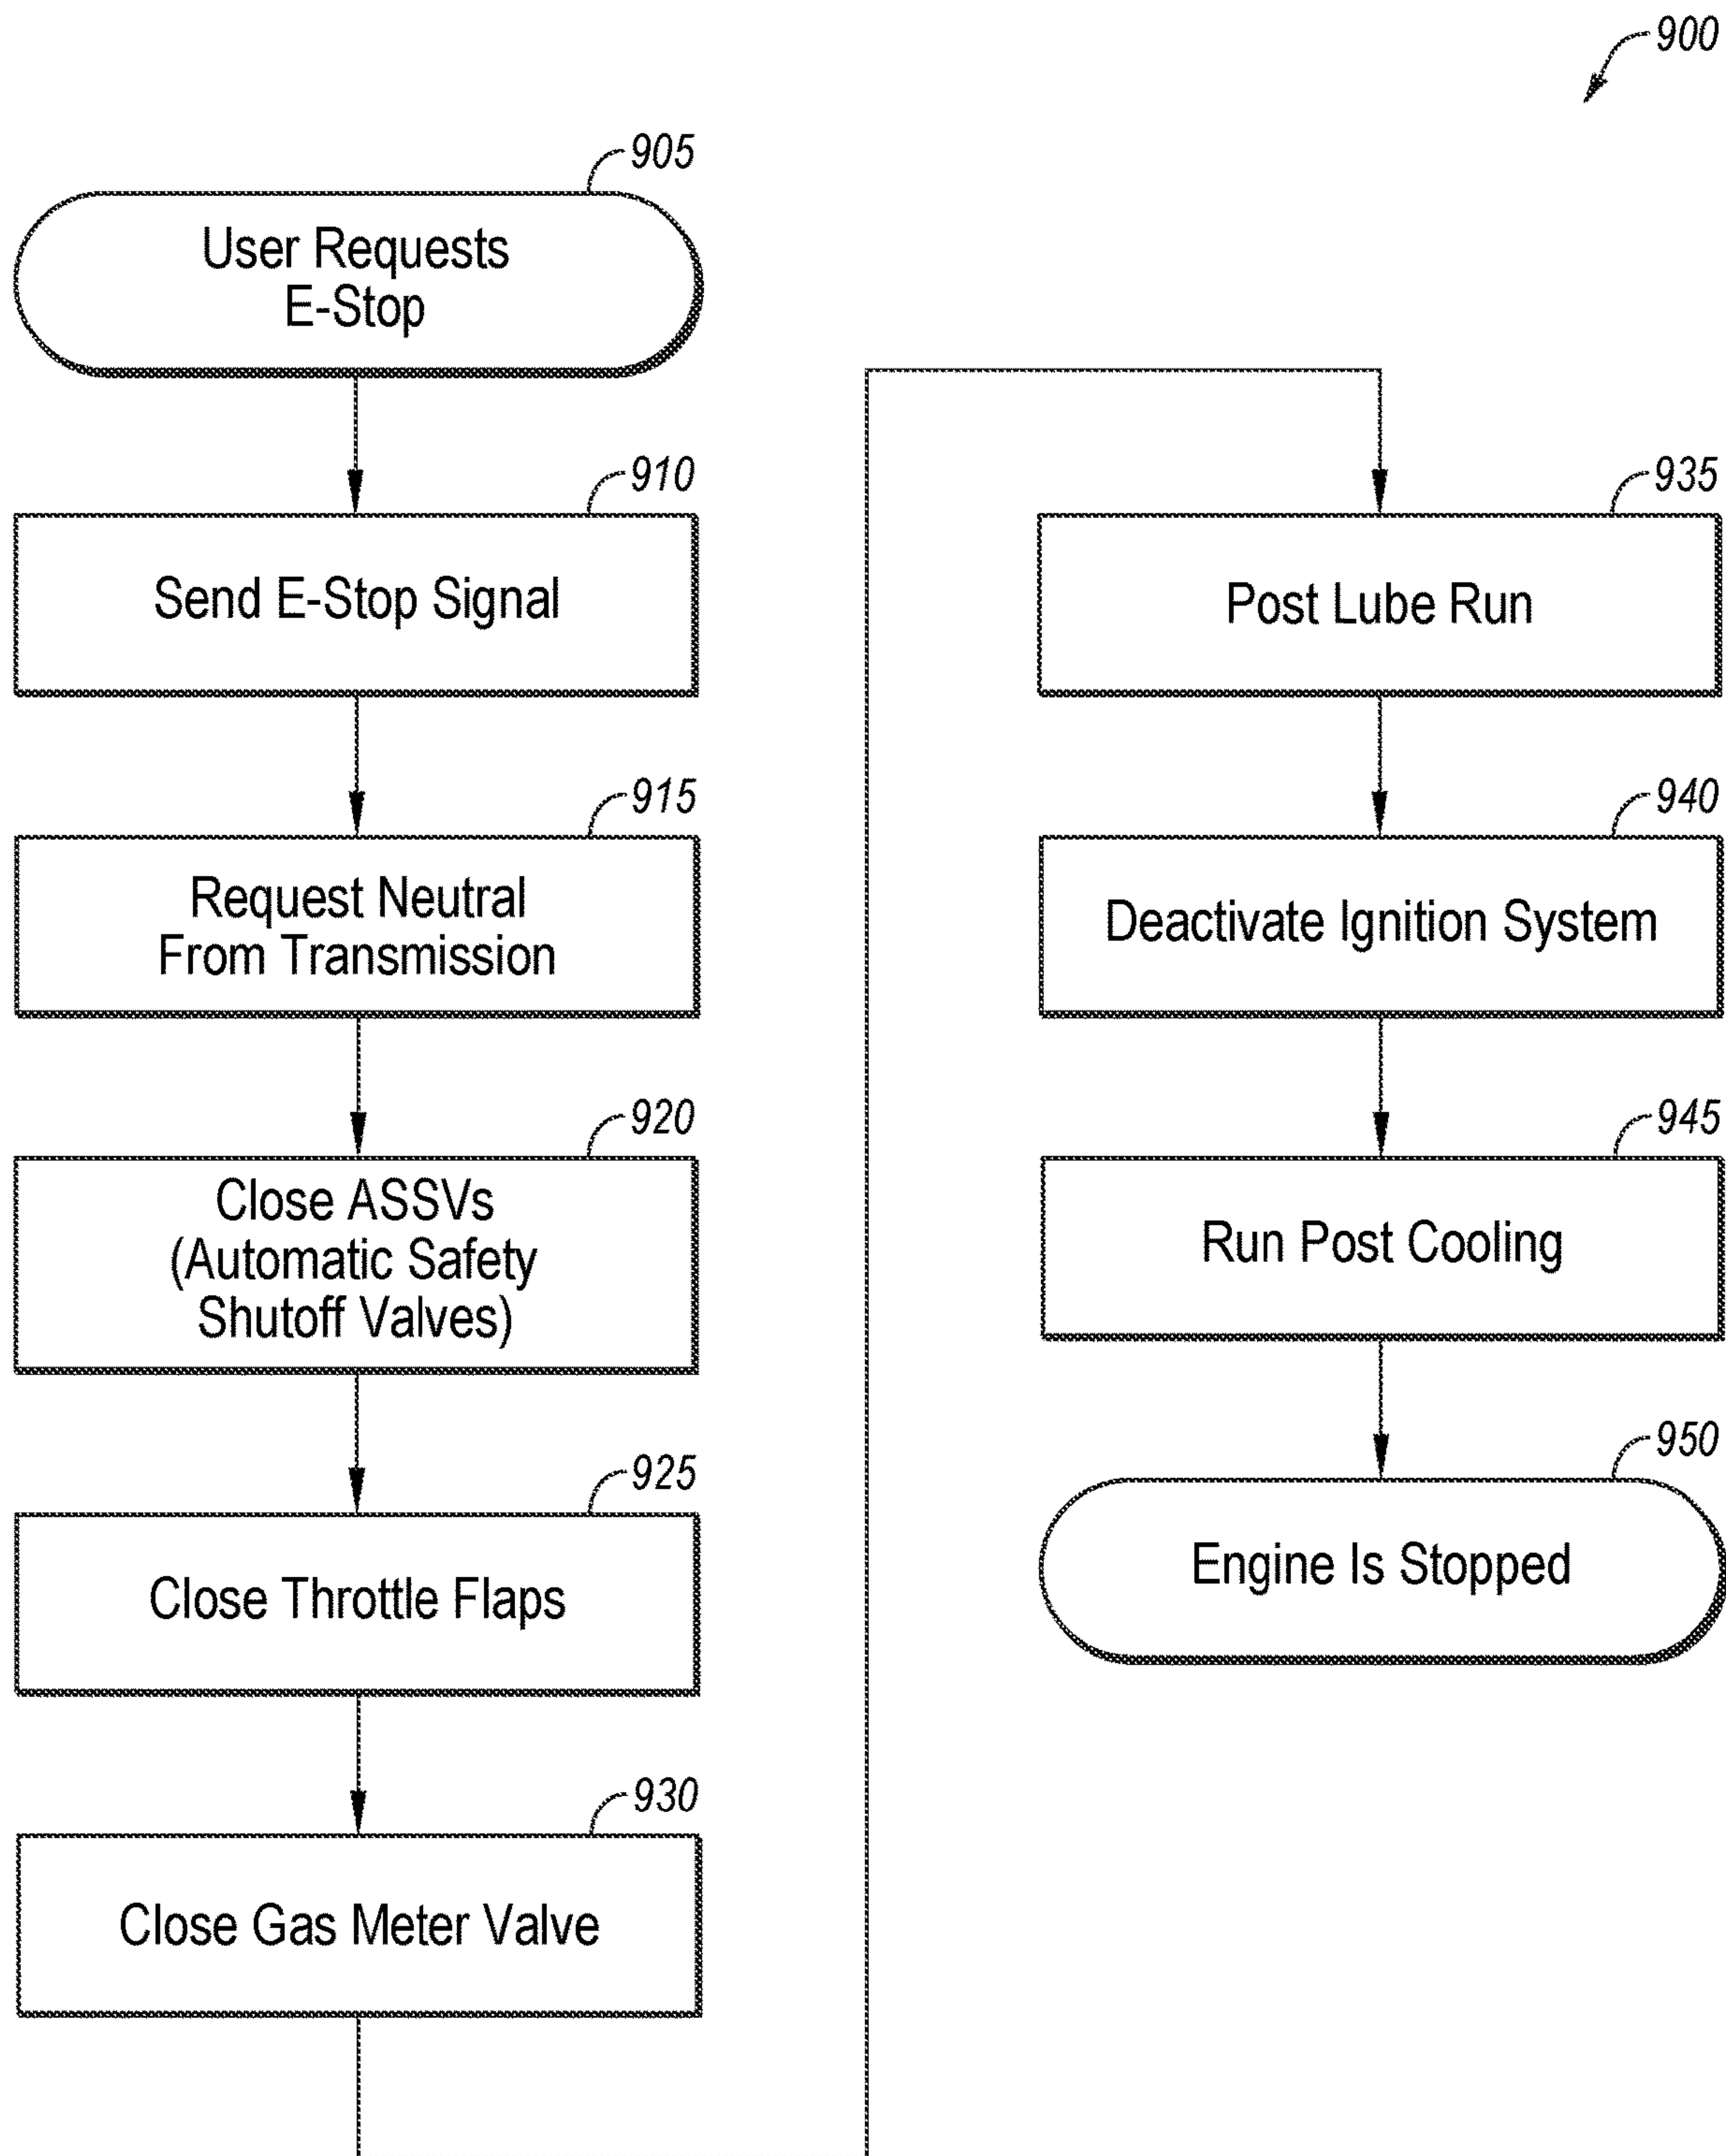 900
905
User Requests
E-Stop
910
Send E-Stop Signal
915
Request Neutral
From Transmission
920
Close ASSVs
(Automatic Safety
Shutoff Valves)
925
Close Throttle Flaps
930
Close Gas Meter Valve
935
Post Lube Run
940
Deactivate Ignition System
945
Run Post Cooling
950
Engine Is Stopped